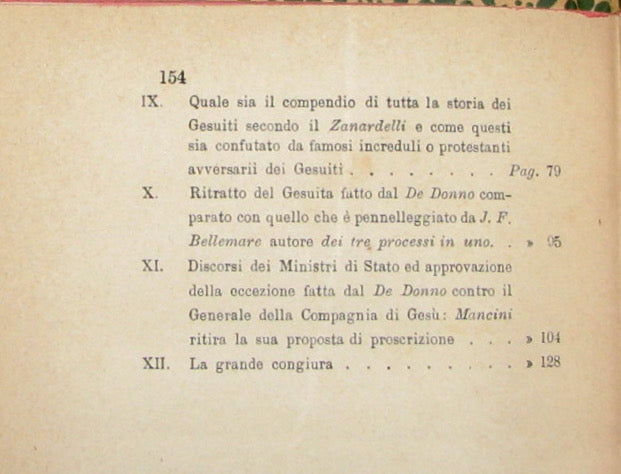 154
IX. Quale sia il compendio di tutta la storia dei
Gesuiti secondo il Zanardelli e come questi
sia confutato da famosi increduli o protestanti
avversarii dei Gesuiti . . . . . . . . Pag. 79
X. Ritratto del Gesuita fatto dal De Donno com-
parato con quello che è pennelleggiato da J. F.
Bellemare autore dei tre processi in uno. . » 95
XI. Discorsi dei Ministri di Stato ed approvazione
della eccezione fatta dal De Donno contro il
Generale della Compagnia di Gesù: Mancini
ritira la sua proposta di proscrizione . . . » 104
XII. La grande congiura . . . . . . . . . . » 128